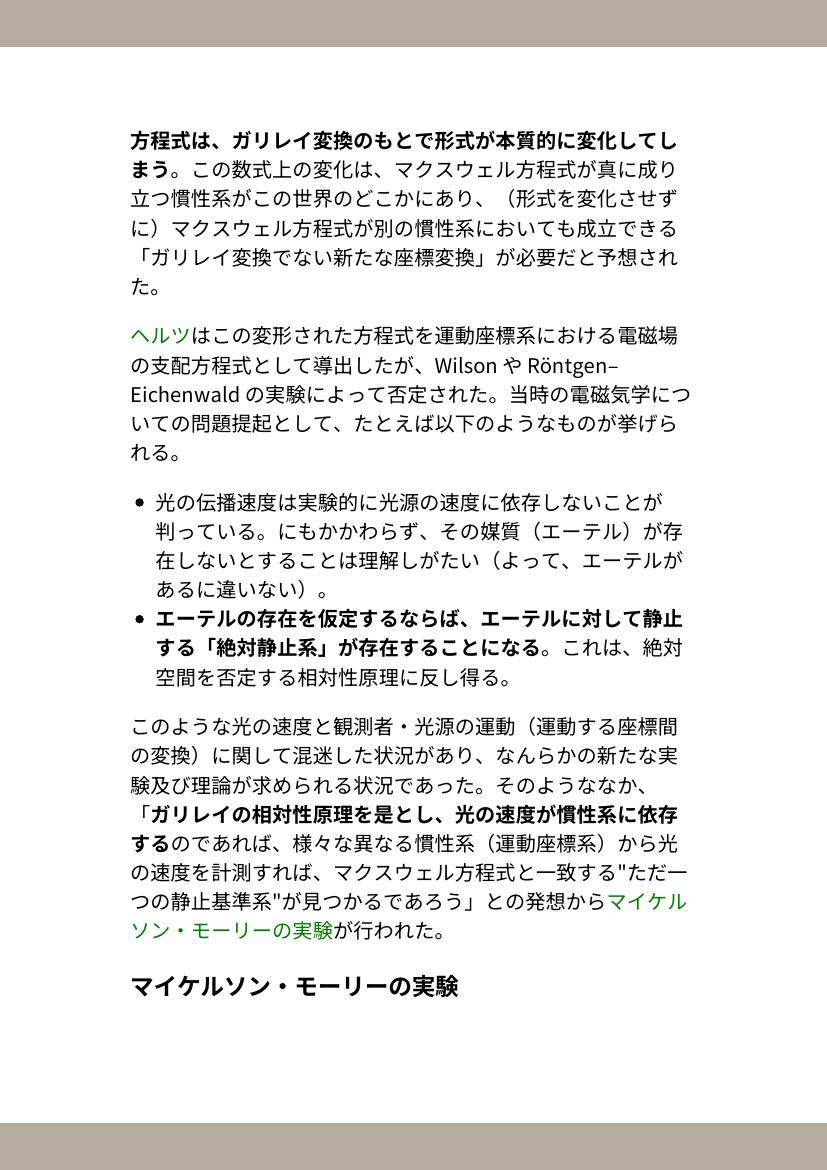 方程式は、ガリレイ変換のもとで形式が本質的に変化してし
まう。この数式上の変化は、マクスウェル方程式が真に成り
立つ慣性系がこの世界のどこかにあり、（形式を変化させず
に）マクスウェル方程式が別の慣性系においても成立できる
「ガリレイ変換でない新たな座標変換」が必要だと予想され
た。
ヘルツはこの変形された方程式を運動座標系における電磁場
の支配方程式として導出したが、Wilson や Röntgen–
Eichenwald の実験によって否定された。当時の電磁気学につ
いての問題提起として、たとえば以下のようなものが挙げら
れる。
• 光の伝播速度は実験的に光源の速度に依存しないことが
判っている。にもかかわらず、その媒質（エーテル）が存
在しないとすることは理解しがたい（よって、エーテルが
あるに違いない）。
• エーテルの存在を仮定するならば、エーテルに対して静止
する「絶対静止系」が存在することになる。これは、絶対
空間を否定する相対性原理に反し得る。
このような光の速度と観測者・光源の運動（運動する座標間
の変換）に関して混迷した状況があり、なんらかの新たな実
験及び理論が求められる状況であった。そのようななか、
「ガリレイの相対性原理を是とし、光の速度が慣性系に依存
するのであれば、様々な異なる慣性系（運動座標系）から光
の速度を計測すれば、マクスウェル方程式と一致する"ただ一
つの静止基準系"が見つかるであろう」との発想からマイケル
ソン・モーリーの実験が行われた。
マイケルソン・モーリーの実験